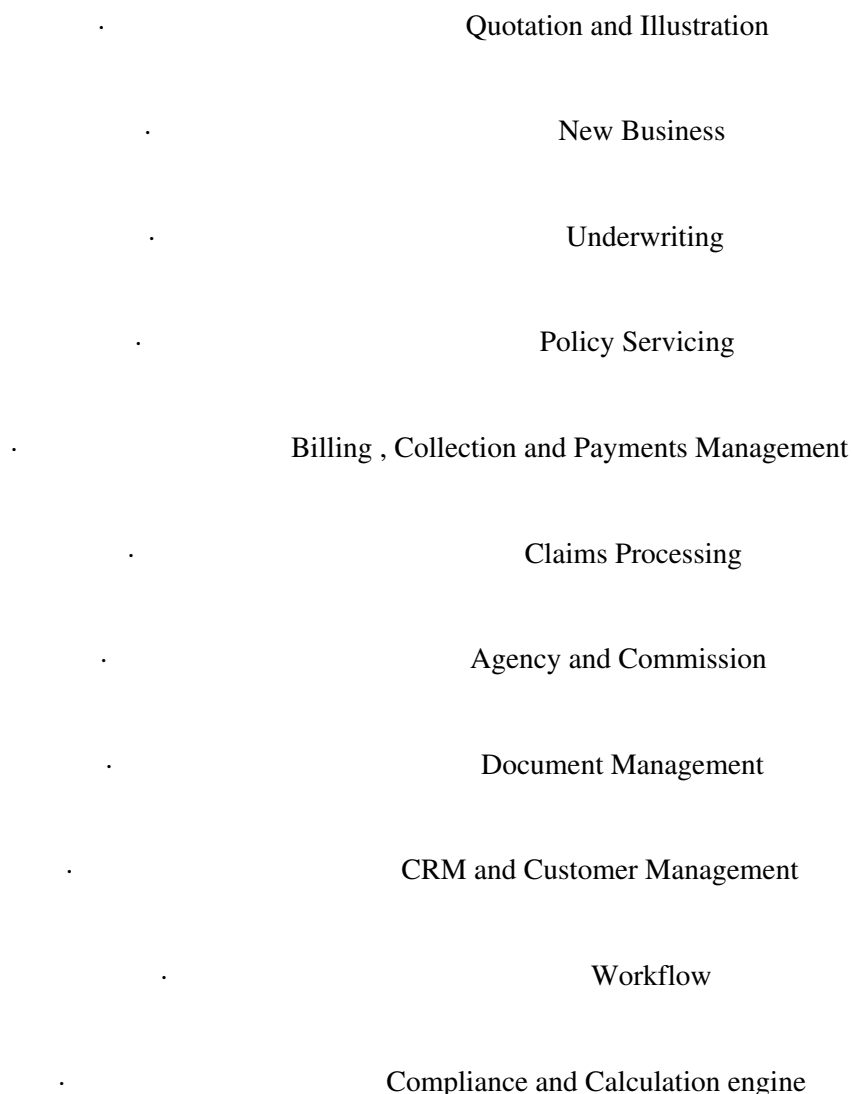 · Quotation and Illustration
· New Business
· Underwriting
· Policy Servicing
· Billing , Collection and Payments Management
· Claims Processing
· Agency and Commission
· Document Management
· CRM and Customer Management
· Workflow
· Compliance and Calculation engine